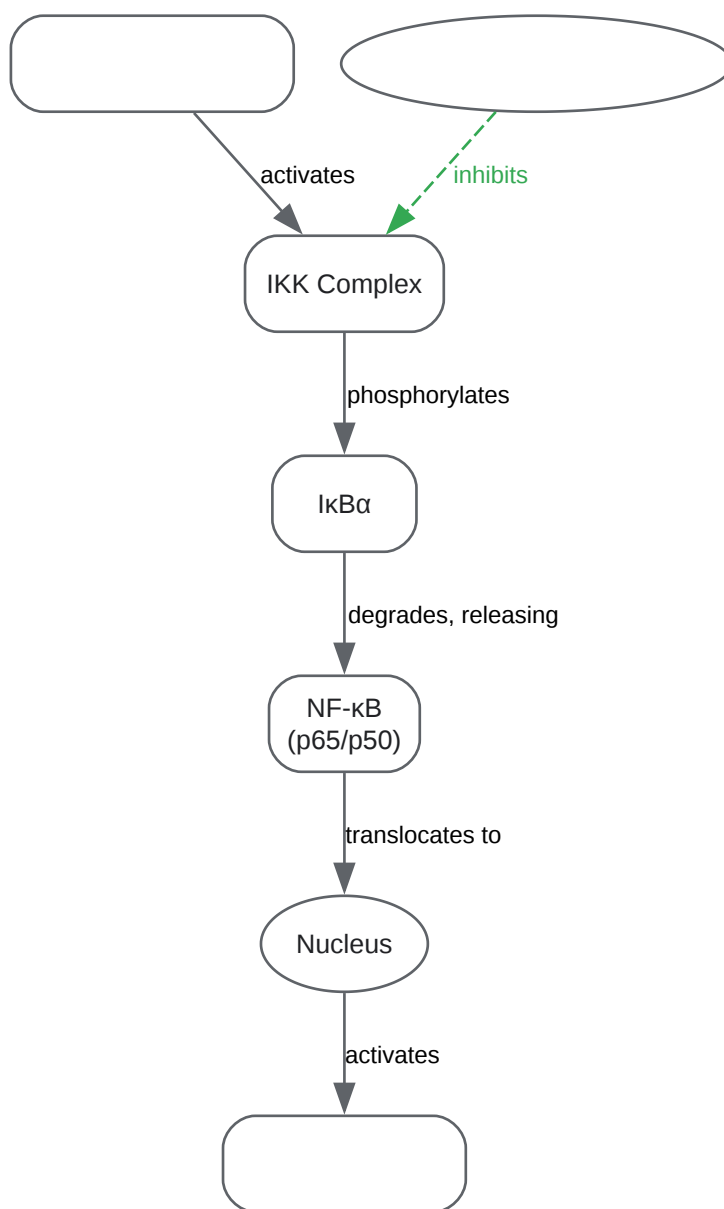 activates
inhibits
IKK Complex
phosphorylates
IκBα
degrades, releasing
NF-κB
(p65/p50)
translocates to
Nucleus
activates